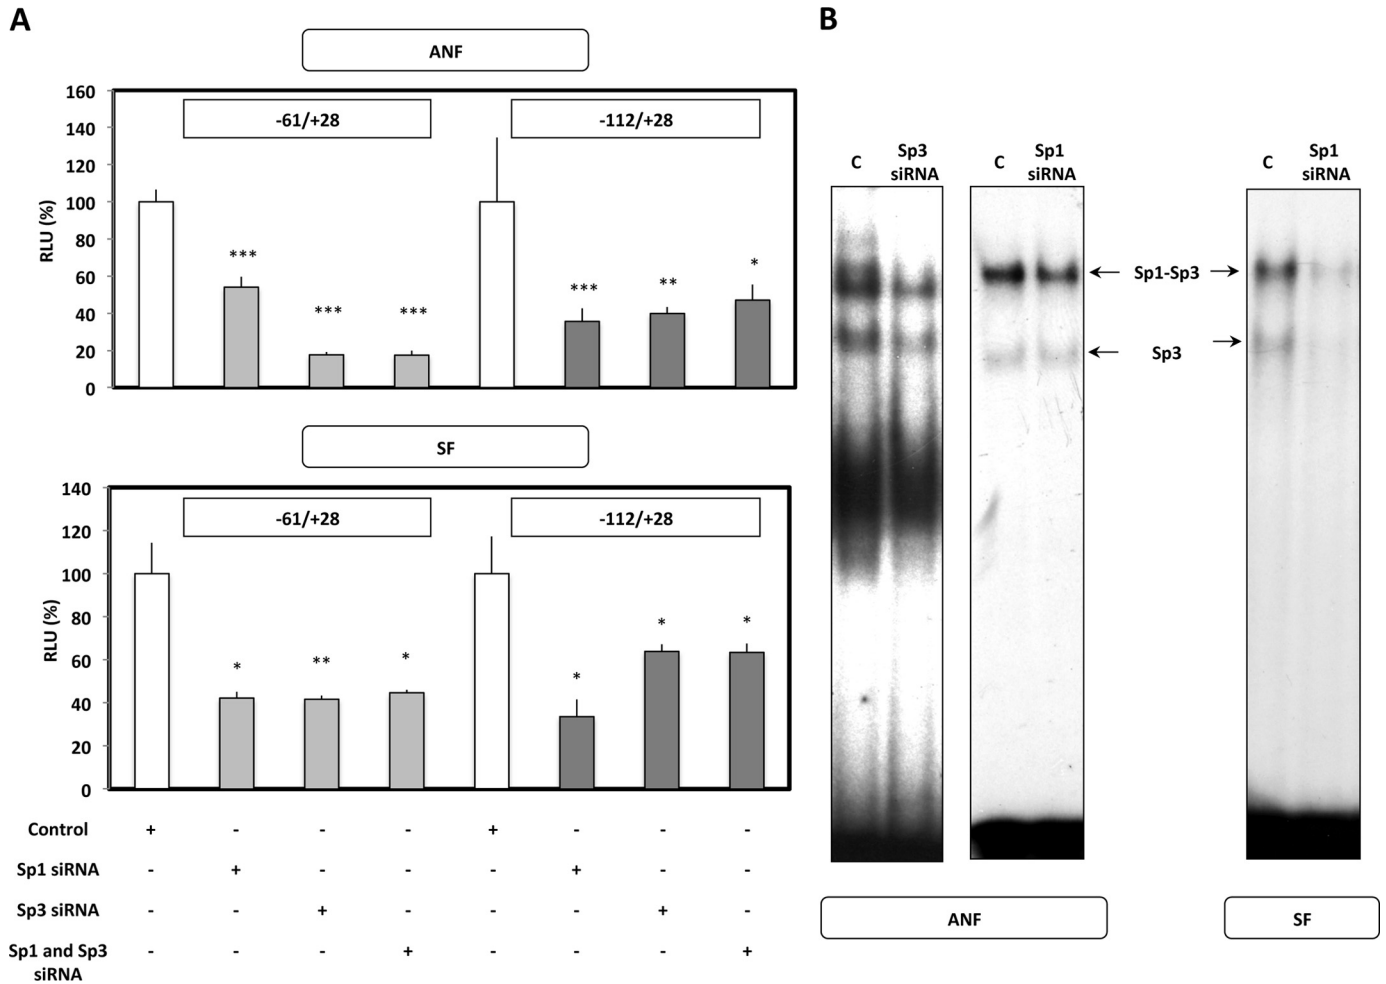 A
ANF
160
140
120
100
80
60
40
20
0
RLU (%)
-61/+28
-112/+28
***
***
***
***
**
*
SF
140
120
100
80
60
40
20
0
RLU (%)
-61/+28
-112/+28
*
**
*
*
*
*
Control + - - - + - - -
Sp1 siRNA - + - - - + - -
Sp3 siRNA - - + - - - + -
Sp1 and Sp3 - - - + - - - +
siRNA
B
C Sp3
siRNA
C Sp1
siRNA
C Sp1
siRNA
Sp1-Sp3
Sp3
ANF
SF